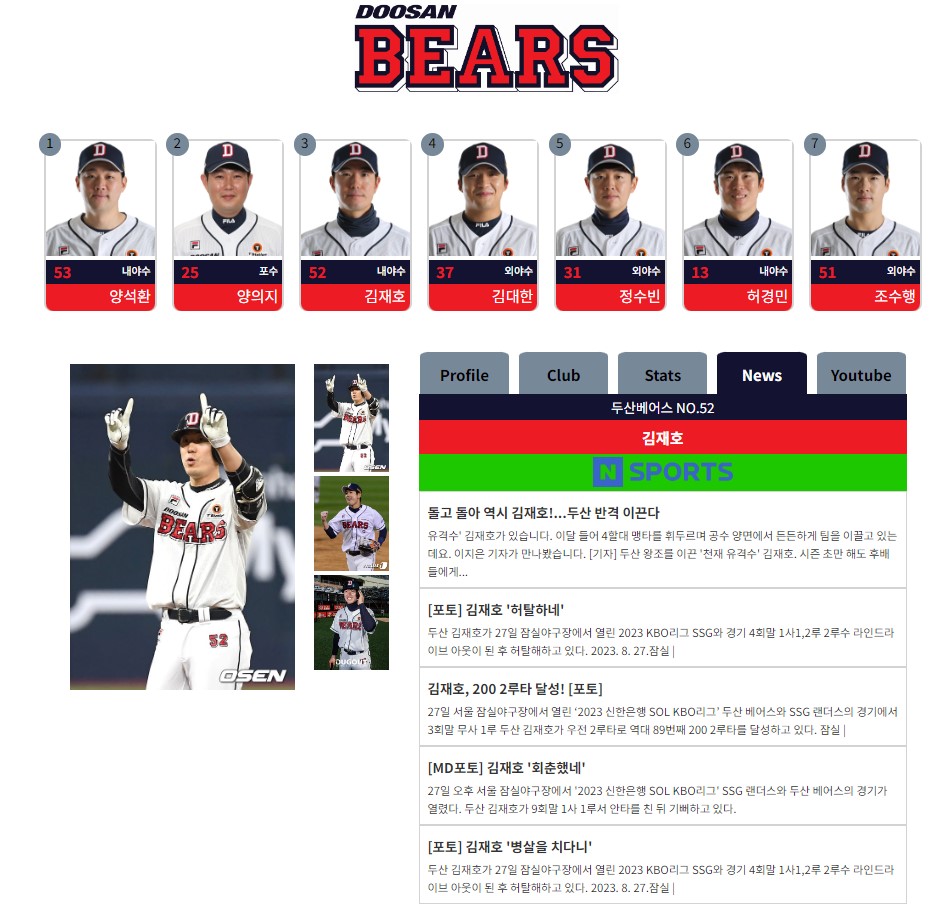 DOOSAN
BEARS
1
2
3
4
5
6
7
53 내야수
25 포수
52 내야수
37 외야수
31 외야수
13 내야수
51 외야수
양석환
양의지
김재호
김대한
정수빈
허경민
조수행
Profile
Club
Stats
News
Youtube
두산베어스 NO.52
김재호
N SPORTS
돌고 돌아 역시 김재호!...두산 반격 이끈다
유격수' 김재호가 있습니다. 이달 들어 4할대 맹타를 휘두르며 공수 양면에서 든든하게 팀을 이끌고 있는
데요. 이지은 기자가 만나봤습니다. [기자] 두산 왕조를 이끈 '천재 유격수' 김재호. 시즌 초만 해도 후배
들에게...
[포토] 김재호 '허탈하네'
두산 김재호가 27일 잠실야구장에서 열린 2023 KBO리그 SSG와 경기 4회말 1사1,2루 2루수 라인드라
이브 아웃이 된 후 허탈해하고 있다. 2023. 8. 27.잠실 |
김재호, 200 2루타 달성! [포토]
27일 서울 잠실야구장에서 열린 ‘2023 신한은행 SOL KBO리그’ 두산 베어스와 SSG 랜더스의 경기에서
3회말 무사 1루 두산 김재호가 우전 2루타로 역대 89번째 200 2루타를 달성하고 있다. 잠실 |
[MD포토] 김재호 '회춘했네'
27일 오후 서울 잠실야구장에서 '2023 신한은행 SOL KBO리그' SSG 랜더스와 두산 베어스의 경기가
열렸다. 두산 김재호가 9회말 1사 1루서 안타를 친 뒤 기뻐하고 있다.
[포토] 김재호 '병살을 치다니'
두산 김재호가 27일 잠실야구장에서 열린 2023 KBO리그 SSG와 경기 4회말 1사1,2루 2루수 라인드라
이브 아웃이 된 후 허탈해하고 있다. 2023. 8. 27.잠실 |
BEARS
52
OSEN
BEARS
52
OSEN
BEARS
BEARS
DUGOUT